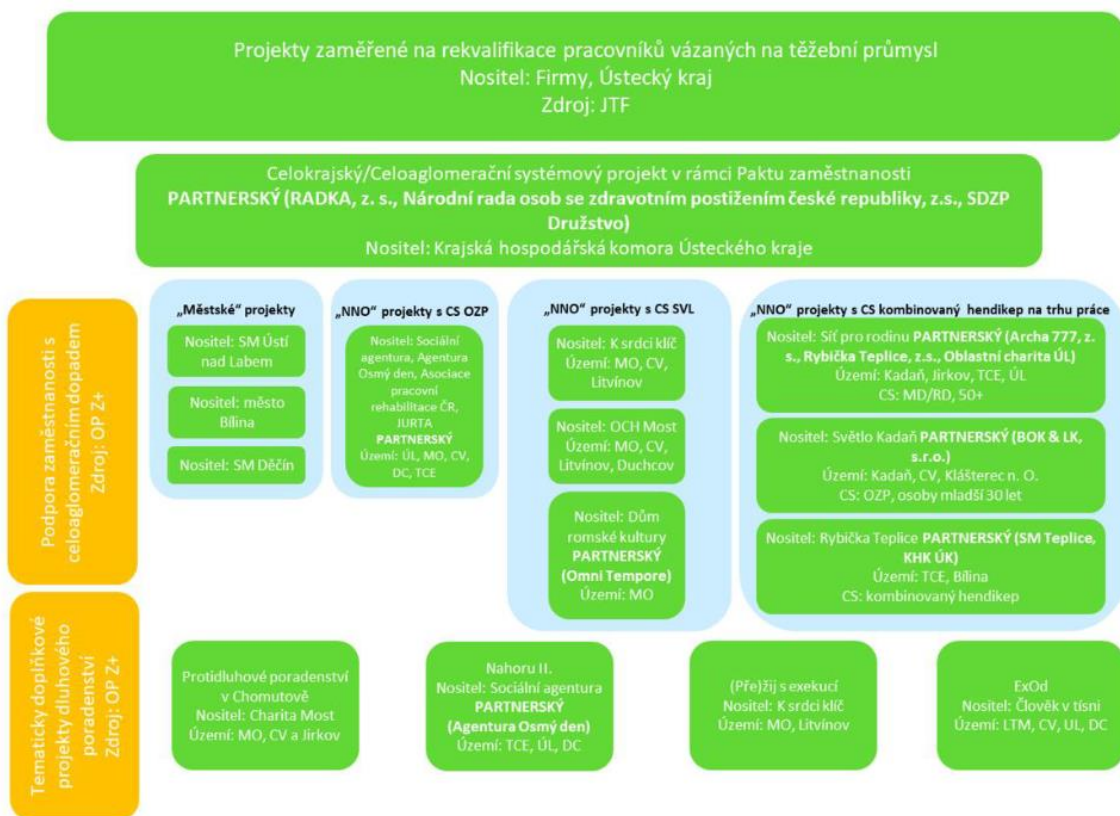 Projekty zaměřené na rekvalifikace pracovníků vázaných na těžební průmysl
Nositel: Firmy, Ústecký kraj
Zdroj: JTF
Celokrajský/Celoaglomerační systémový projekt v rámci Paktu zaměstnanosti
PARTNERSKÝ (RADKA, z. s., Národní rada osob se zdravotním postižením české republiky, z.s., SDZP
Družstvo)
Nositel: Krajská hospodářská komora Ústeckého kraje
Podpora zaměstnanosti s
celoaglomeračním dopadem
Zdroj: OP Z+
„Městské“ projekty
Nositel: SM Ústí
nad Labem
Nositel: město
Bílina
Nositel: SM Děčín
„NNO“ projekty s CS OZP
Nositel: Sociální
agentura, Agentura
Osmý den, Asociace
pracovní
rehabilitace ČR,
JURTA
PARTNERSKÝ
Území: ÚL, MO, CV,
DC, TCE
„NNO“ projekty s CS SVL
Nositel: K srdci klíč
Území: MO, CV,
Litvínov
Nositel: OCH Most
Území: MO, CV,
Litvínov, Duchcov
Nositel: Dům
romské kultury
PARTNERSKÝ
(Omni Tempore)
Území: MO
„NNO“ projekty s CS kombinovaný hendikep na trhu práce
Nositel: Síť pro rodinu PARTNERSKÝ (Archa 777, z.
s., Rybička Teplice, z.s., Oblastní charita ÚL)
Území: Kadaň, Jirkov, TCE, ÚL
CS: MD/RD, 50+
Nositel: Světlo Kadaň PARTNERSKÝ (BOK & LK,
s.r.o.)
Území: Kadaň, CV, Klášterec n. O.
CS: OZP, osoby mladší 30 let
Nositel: Rybička Teplice PARTNERSKÝ (SM Teplice,
KHK ÚK)
Území: TCE, Bílina
CS: kombinovaný hendikep
Tematicky doplňkové
projekty dluhového
poradenství
Zdroj: OP Z+
Protidluhové poradenství
v Chomutově
Nositel: Charita Most
Území: MO, CV a Jirkov
Nahoru II.
Nositel: Sociální agentura
PARTNERSKÝ
(Agentura Osmý den)
Území: TCE, ÚL, DC
(Pře)žij s exekucí
Nositel: K srdci klíč
Území: MO, Litvínov
ExOd
Nositel: Člověk v tísni
Území: LTM, CV, UL, DC